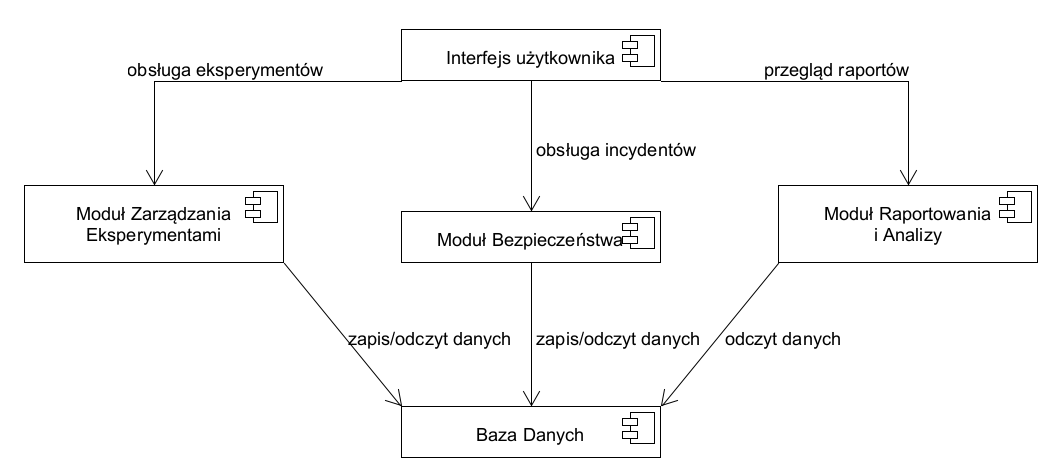 Interfejs użytkownika
obsługa eksperymentów
przegląd raportów
obsługa incydentów
Moduł Zarządzania
Eksperymentami
Moduł Bezpieczeństwa
Moduł Raportowania
i Analizy
zapis/odczyt danych
zapis/odczyt danych
odczyt danych
Baza Danych